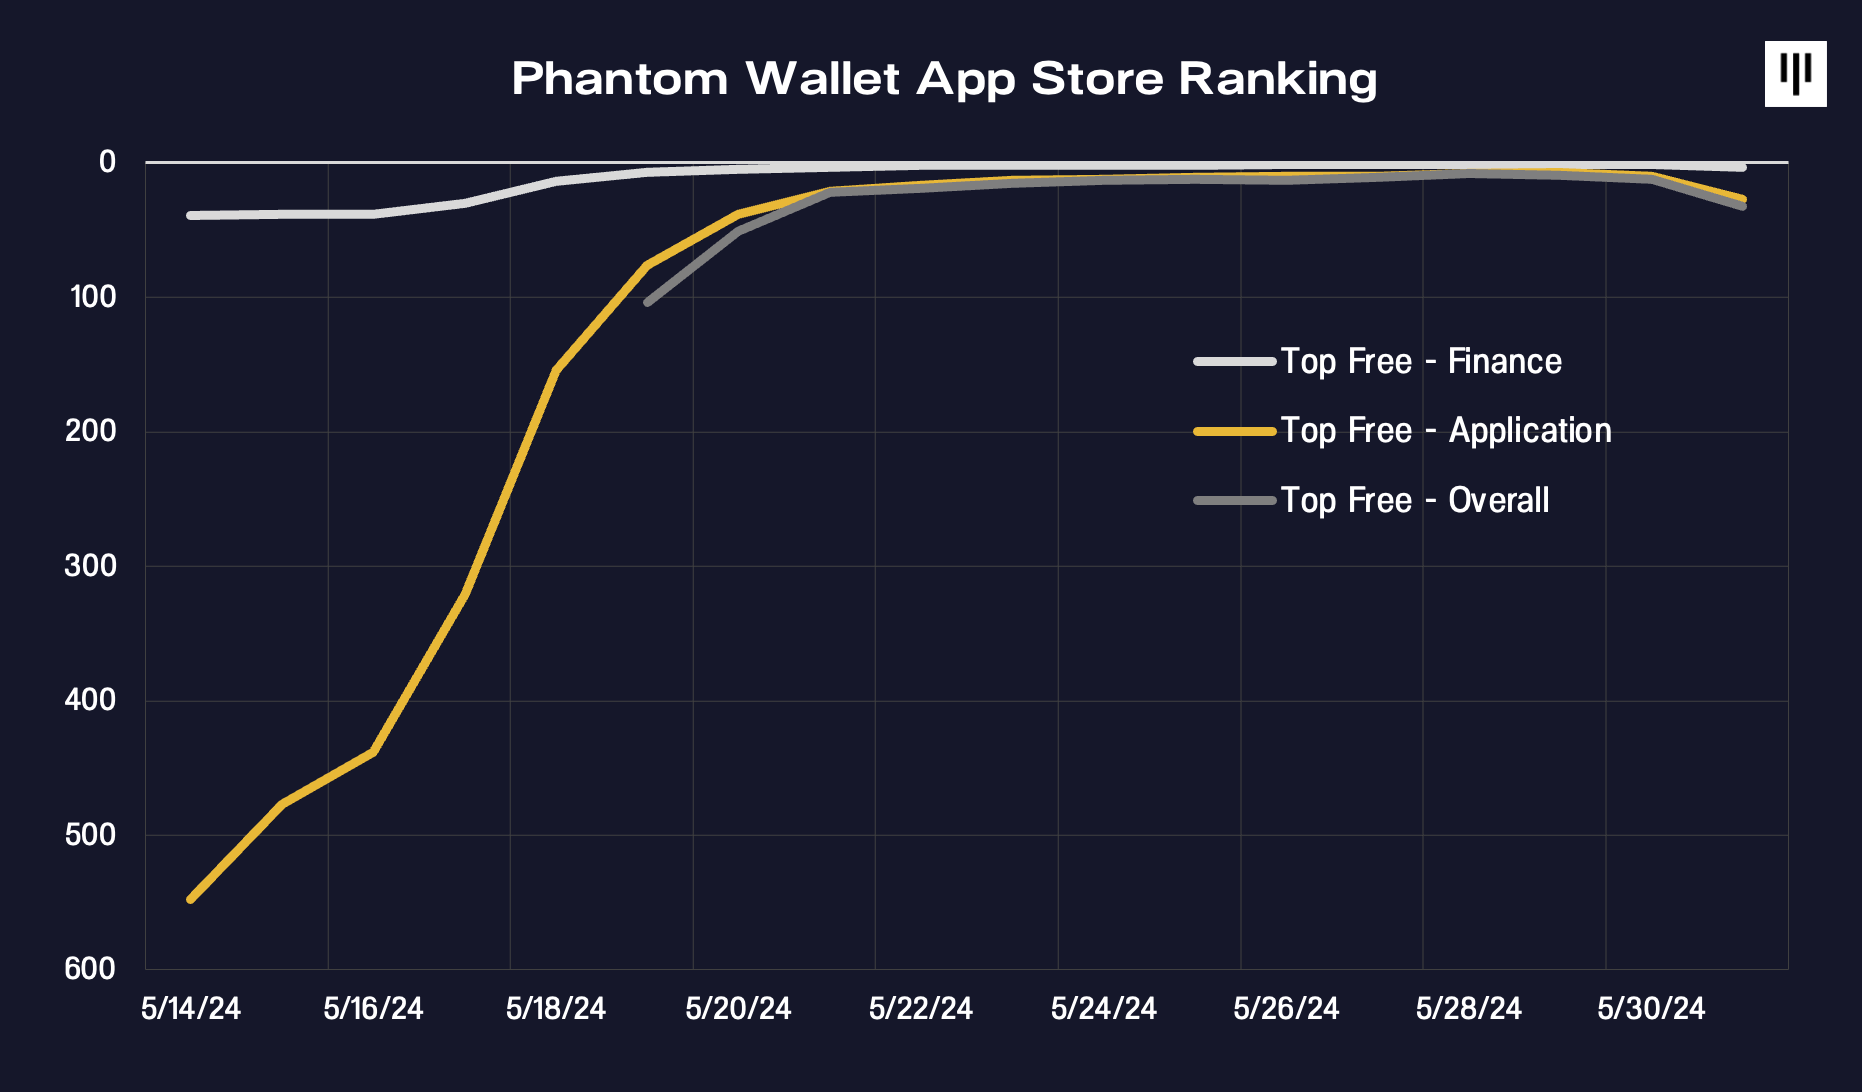 Phantom Wallet App Store Ranking
0
100
200
300
400
500
600
Top Free - Finance
Top Free - Application
Top Free - Overall
5/14/24 5/16/24 5/18/24 5/20/24 5/22/24 5/24/24 5/26/24 5/28/24 5/30/24